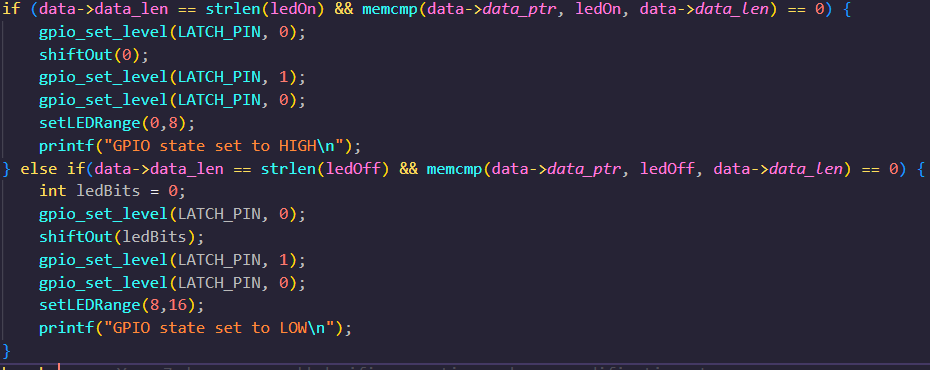 if (data->data_len == strlen(ledOn) && memcmp(data->data_ptr, ledOn, data->data_len) == 0) {
    gpio_set_level(LATCH_PIN, 0);
    shiftOut(0);
    gpio_set_level(LATCH_PIN, 1);
    gpio_set_level(LATCH_PIN, 0);
    setLEDRange(0,8);
    printf("GPIO state set to HIGH\n");
} else if(data->data_len == strlen(ledOff) && memcmp(data->data_ptr, ledOff, data->data_len) == 0) {
    int ledBits = 0;
    gpio_set_level(LATCH_PIN, 0);
    shiftOut(ledBits);
    gpio_set_level(LATCH_PIN, 1);
    gpio_set_level(LATCH_PIN, 0);
    setLEDRange(8,16);
    printf("GPIO state set to LOW\n");
}